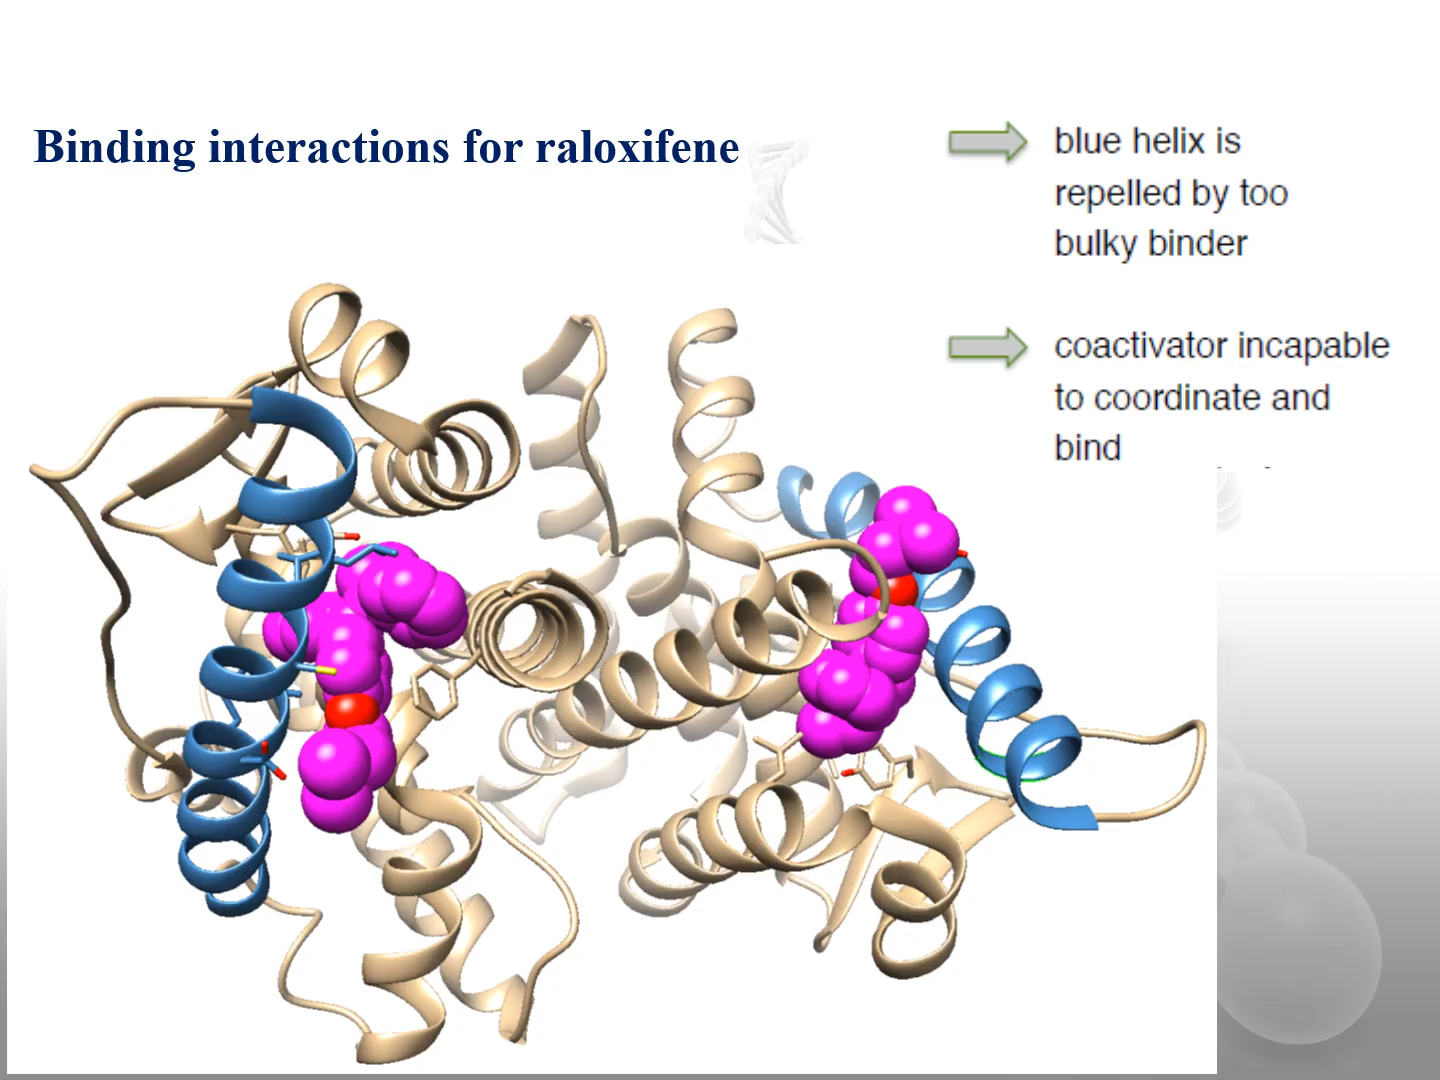 Binding interactions for raloxifene
blue helix is
repelled by too
bulky binder
coactivator incapable
to coordinate and
bind